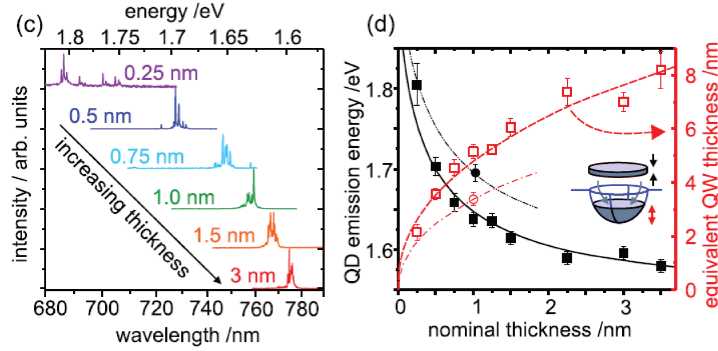 (c)
energy /eV
1.8 1.75 1.7 1.65 1.6
0.25 nm
0.5 nm
0.75 nm
1.0 nm
1.5 nm
3 nm
increasing thickness
intensity / arb. units
680 700 720 740 760 780
wavelength /nm
(d)
QD emission energy /eV
1.8
1.7
1.6
0 1 2 3
nominal thickness /nm
8
6
4
2
0
equivalent QW thickness /nm